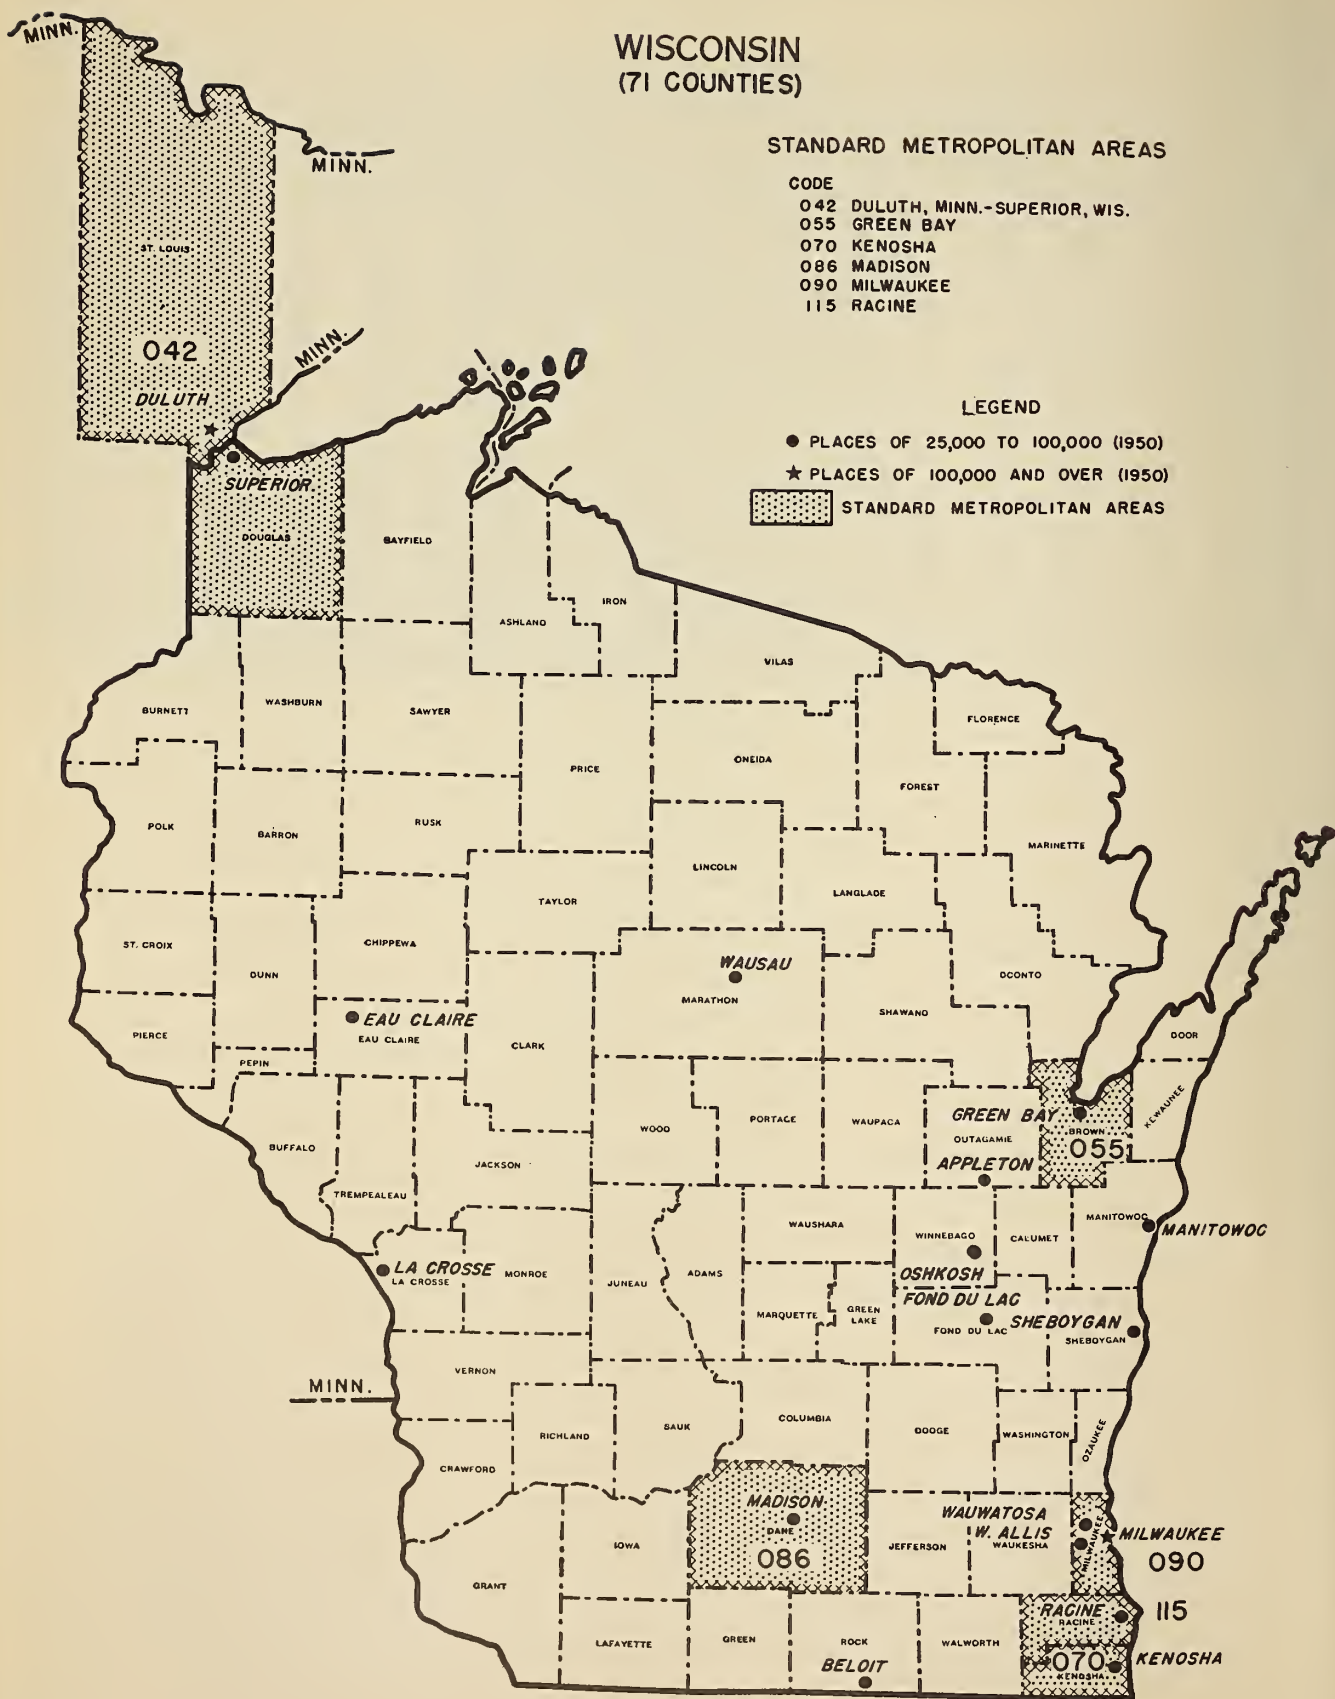 MINN.
WISCONSIN
(71 COUNTIES)
MINN.
STANDARD METROPOLITAN AREAS
CODE
042 DULUTH, MINN.-SUPERIOR, WIS.
055 GREEN BAY
070 KENOSHA
086 MADISON
090 MILWAUKEE
115 RACINE
ST. LOUIS
042
MINN.
DULUTH
LEGEND
PLACES OF 25,000 TO 100,000 (1950)
PLACES OF 100,000 AND OVER (1950)
STANDARD METROPOLITAN AREAS
SUPERIOR
DOUGLAS
BAYFIELD
ASHLAND
IRON
VILAS
BURNETT
WASHBURN
SAWYER
FLORENCE
PRICE
ONEIDA
FOREST
POLK
BARRON
RUSK
MARINETTE
LINCOLN
LANGLADE
TAYLOR
ST. CROIX
CHIPPEWA
DUNN
WAUSAU
MARATHON
OCONTO
SHAWANO
EAU CLAIRE
EAU CLAIRE
PIERCE
CLARK
DOOR
PEPIN
GREEN BAY
KEWAUNEE
BROWN
055
WOOD
PORTAGE
WAUPACA
OUTAGAMIE
APPLETON
BUFFALO
JACKSON
TREMPEALEAU
WAUSHARA
WINNEBAGO
CALUMET
MANITOWOC
MANITOWOC
LA CROSSE
LA CROSSE
MONROE
JUNEAU
ADAMS
OSHKOSH
FOND DU LAC
MARQUETTE
GREEN
LAKE
FOND DU LAC
SHEBOYGAN
SHEBOYGAN
VERNON
MINN.
RICHLAND
SAUK
COLUMBIA
DODGE
WASHINGTON
OZAUKEE
CRAWFORD
MADISON
DANE
086
IOWA
JEFFERSON
WAUWATOSA
W. ALLIS
WAUKESHA
MILWAUKEE
MILWAUKEE
090
GRANT
RACINE
RACINE
115
LAFAYETTE
GREEN
ROCK
BELOIT
WALWORTH
070
KENOSHA
KENOSHA